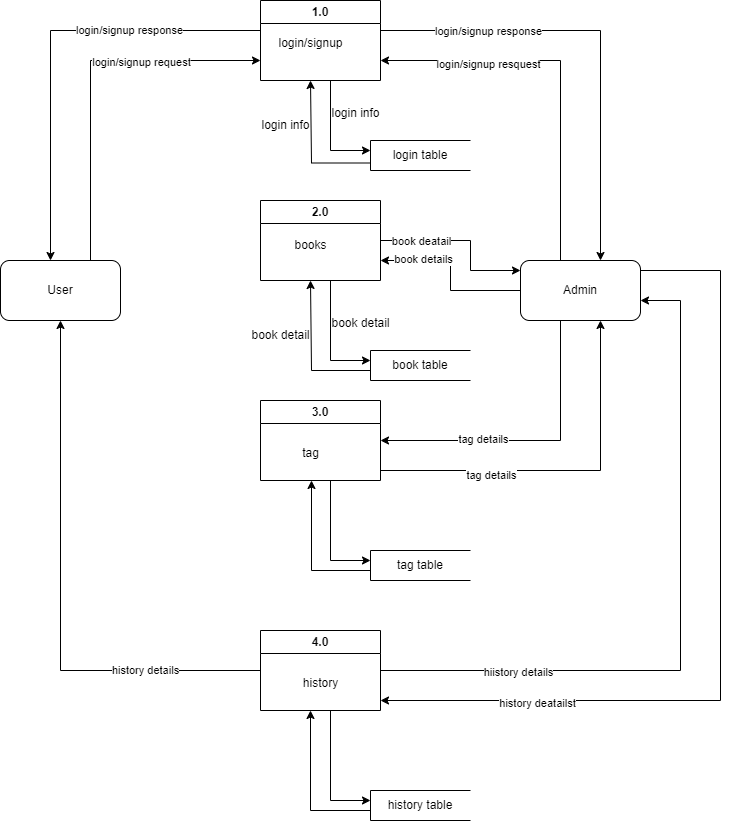 1.0
login/signup response
login/signup response
login/signup
login/signup request
login/signup resquest
login info
login info
login table
2.0
book deatail
books
book details
User
Admin
book detail
book detail
book table
3.0
tag details
tag
tag details
tag table
4.0
history details
hiistory details
history
history deatailst
history table